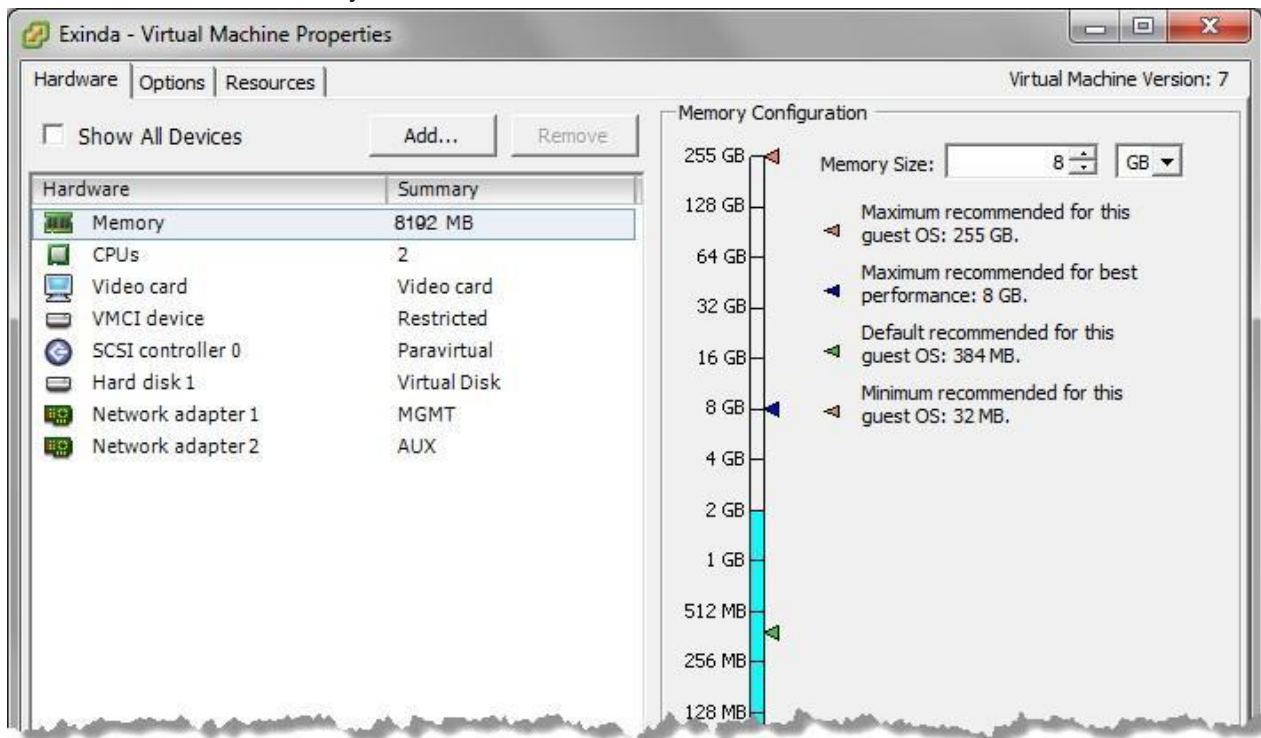 Exinda - Virtual Machine Properties
Hardware Options Resources Virtual Machine Version: 7
Show All Devices Add... Remove
Hardware Summary
Memory 8192 MB
CPUs 2
Video card Video card
VMCI device Restricted
SCSI controller 0 Paravirtual
Hard disk 1 Virtual Disk
Network adapter 1 MGMT
Network adapter 2 AUX
Memory Configuration
255 GB
128 GB
64 GB
32 GB
16 GB
8 GB
4 GB
2 GB
1 GB
512 MB
256 MB
128 MB
Memory Size: 8 GB
Maximum recommended for this
guest OS: 255 GB.
Maximum recommended for best
performance: 8 GB.
Default recommended for this
guest OS: 384 MB.
Minimum recommended for this
guest OS: 32 MB.